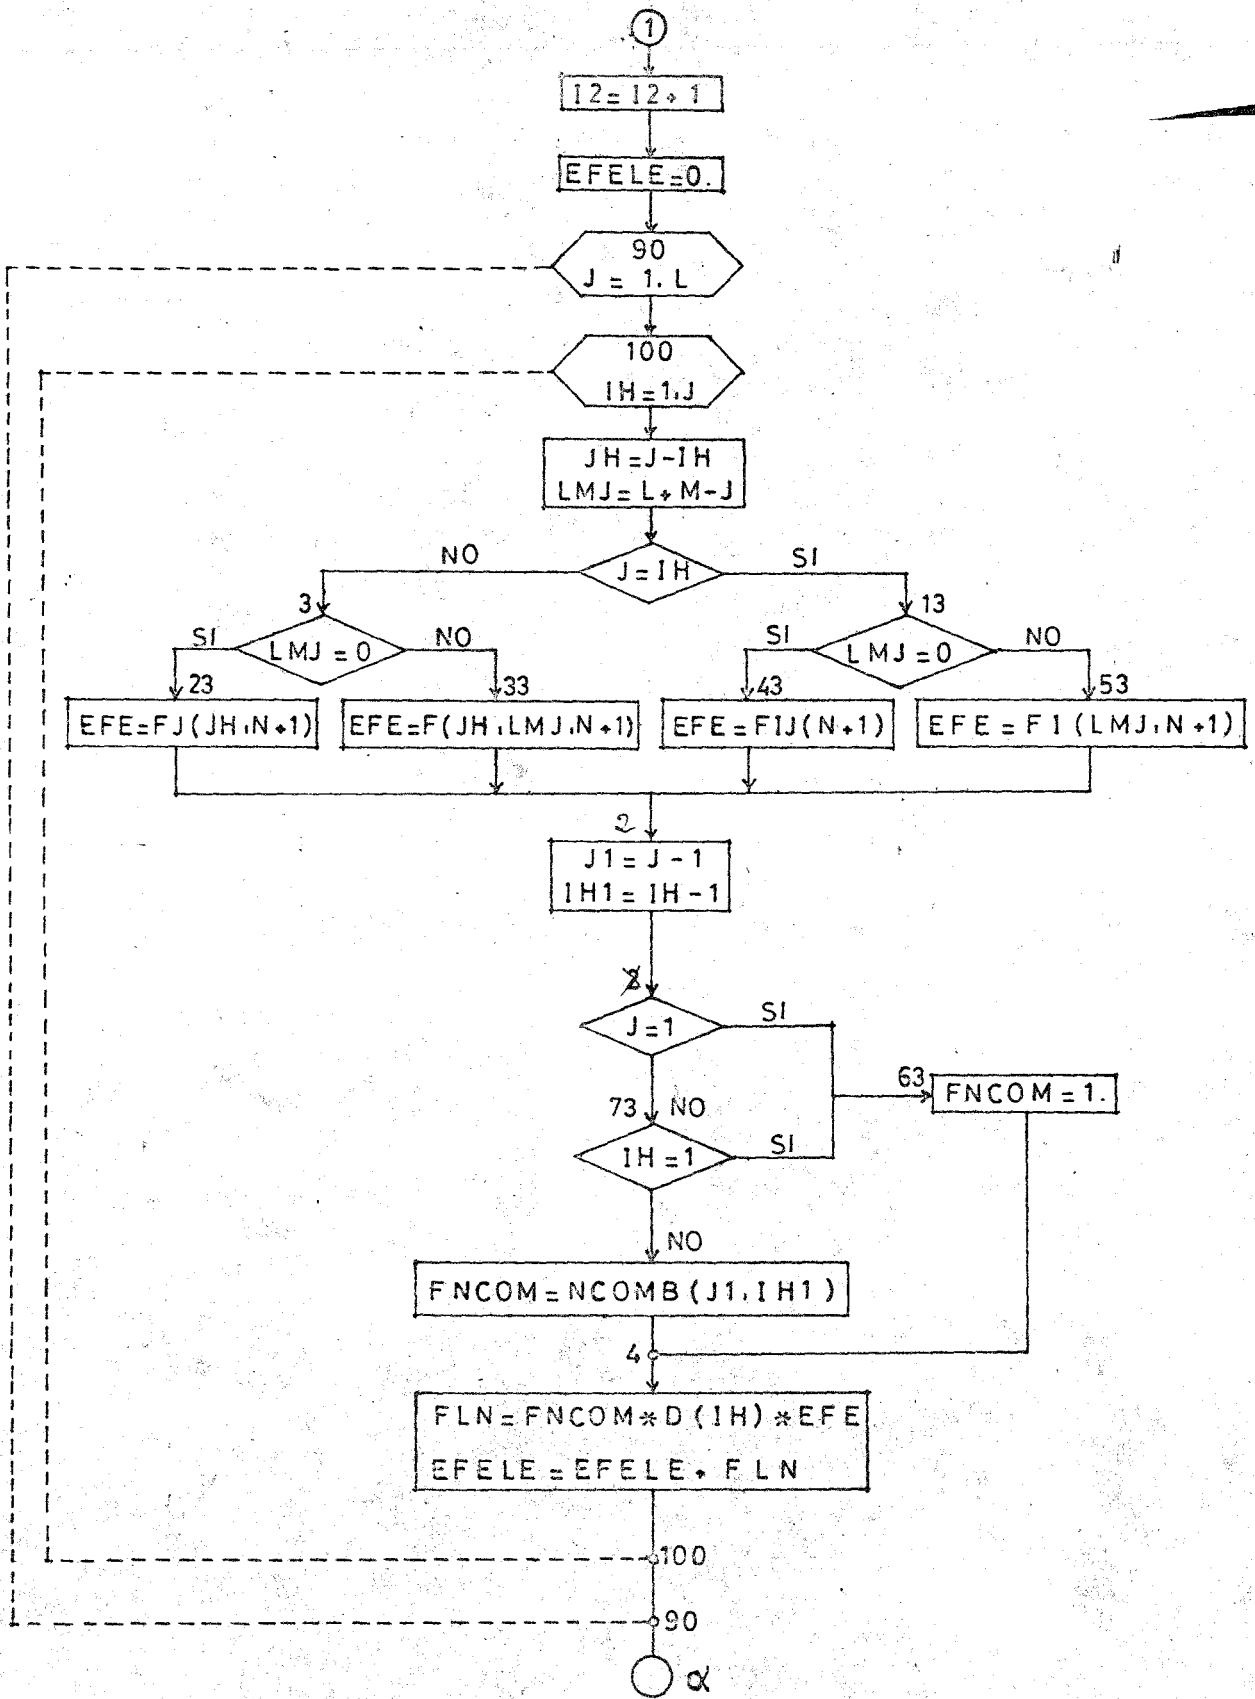 1
I2=I2+1
EFELE=0.
90
J = 1, L
100
IH=1,J
JH=J-IH
LMJ=L+M-J
NO
J=IH
SI
3
13
SI
LMJ=0
NO
SI
LMJ=0
NO
23
33
43
53
EFE=FJ(JH,N+1)
EFE=F(JH,LMJ,N+1)
EFE=FIJ(N+1)
EFE=FI(LMJ,N+1)
2
J1=J-1
IH1=IH-1
J=1
SI
63
FNCOM=1.
73
NO
IH=1
SI
NO
FNCOM=NCOMB(J1,IH1)
4
FLN=FNCOM*D(IH)*EFE
EFELE=EFELE+FLN
100
90
α